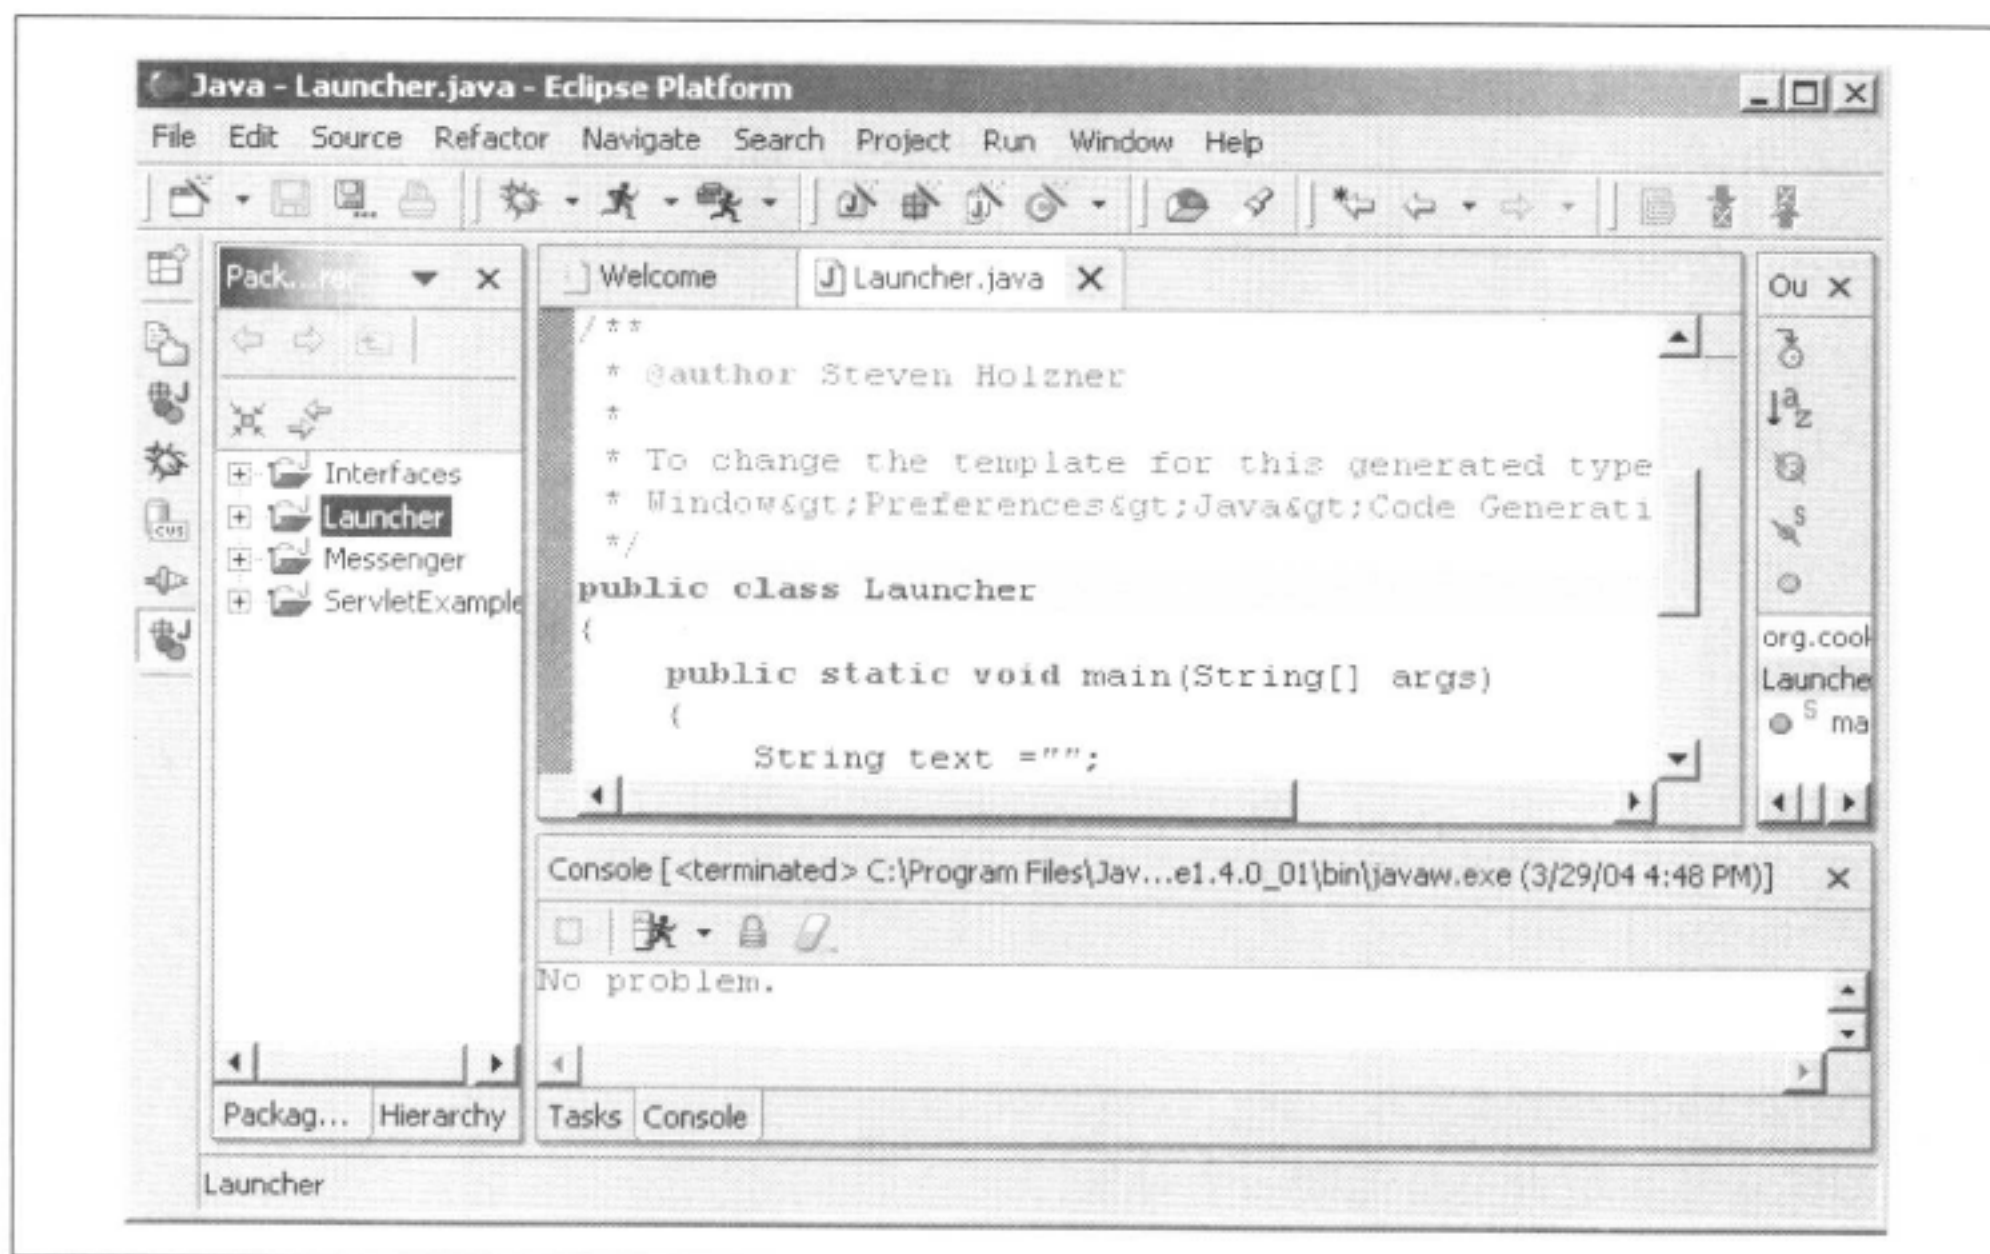 Java - Launcher.java - Eclipse Platform
File Edit Source Refactor Navigate Search Project Run Window Help
Welcome
Launcher.java
Ou
/**
* @author Steven Holzner
*
* To change the template for this generated type
* Window&gt;Preferences&gt;Java&gt;Code Generati
*/
public class Launcher
{
public static void main(String[] args)
{
String text ="";
Interfaces
Launcher
Messenger
ServletExample
org.cook
Launche
S ma
Console [<terminated> C:\Program Files\Jav...e1.4.0_01\bin\javaw.exe (3/29/04 4:48 PM)]
No problem.
Packag... Hierarchy
Tasks Console
Launcher